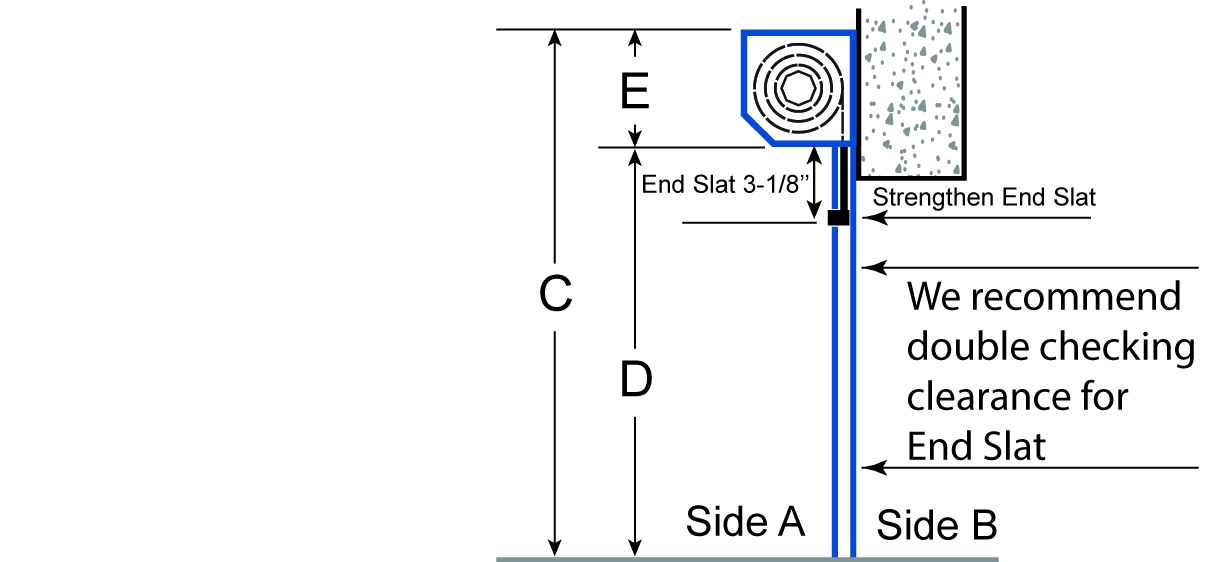 E
End Slat 3-1/8’’
Strengthen End Slat
C
We recommend
double checking
clearance for
End Slat
D
Side A
Side B